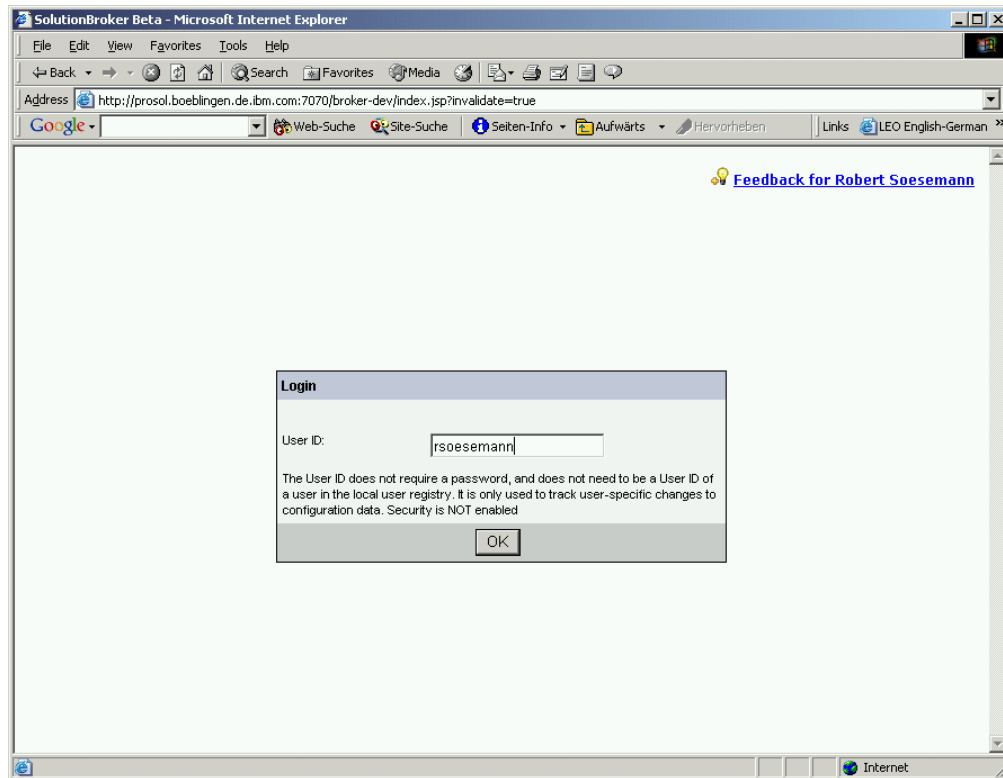 SolutionBroker Beta - Microsoft Internet Explorer
File Edit View Favorites Tools Help
Back Search Favorites Media
Address http://prosol.boeblingen.de.ibm.com:7070/broker-dev/index.jsp?invalidate=true
Google Web-Suche Site-Suche Seiten-Info Aufwärts Hervorheben Links LEO English-German »
Feedback for Robert Soesemann
Login
User ID: rsoesemann
The User ID does not require a password, and does not need to be a User ID of
a user in the local user registry. It is only used to track user-specific changes to
configuration data. Security is NOT enabled
OK
Internet